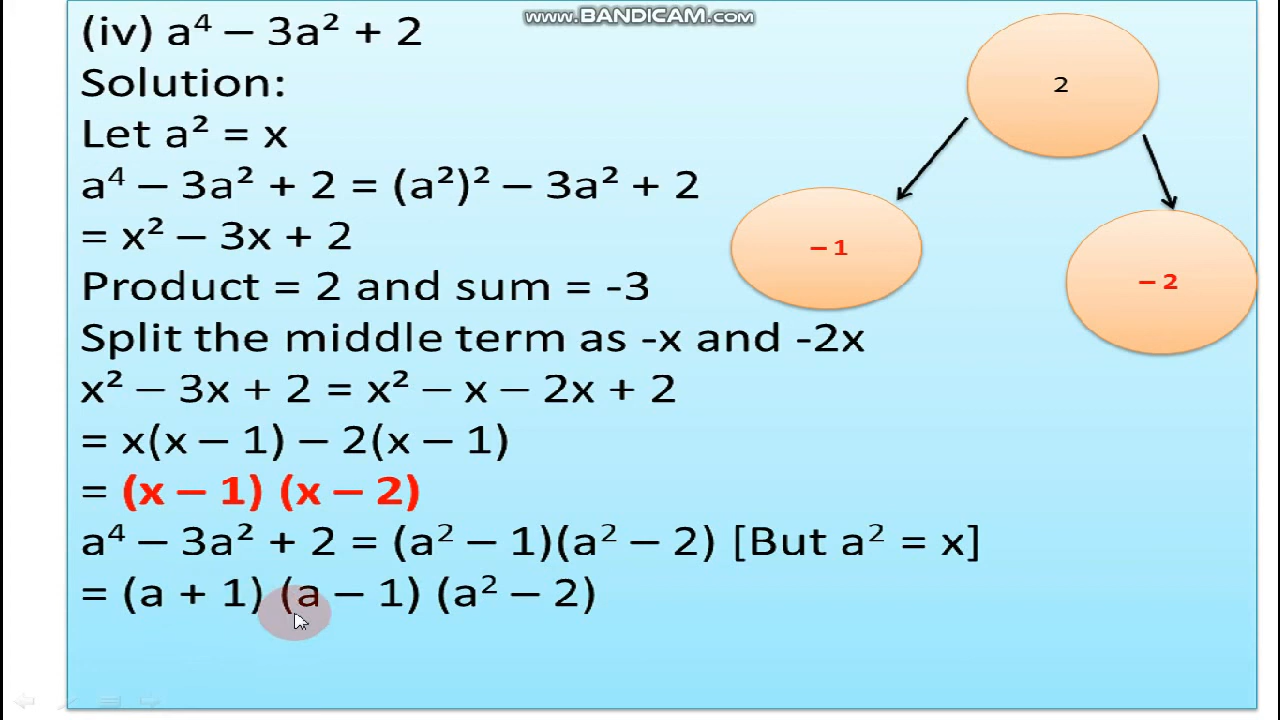 www.BANDICAM.com
(iv) a⁴ – 3a² + 2
Solution:
Let a² = x
a⁴ – 3a² + 2 = (a²)² – 3a² + 2
= x² – 3x + 2
Product = 2 and sum = -3
Split the middle term as -x and -2x
x² – 3x + 2 = x² – x – 2x + 2
= x(x – 1) – 2(x – 1)
= (x – 1) (x – 2)
a⁴ – 3a² + 2 = (a² – 1)(a² – 2) [But a² = x]
= (a + 1) (a – 1) (a² – 2)
2
– 1
– 2